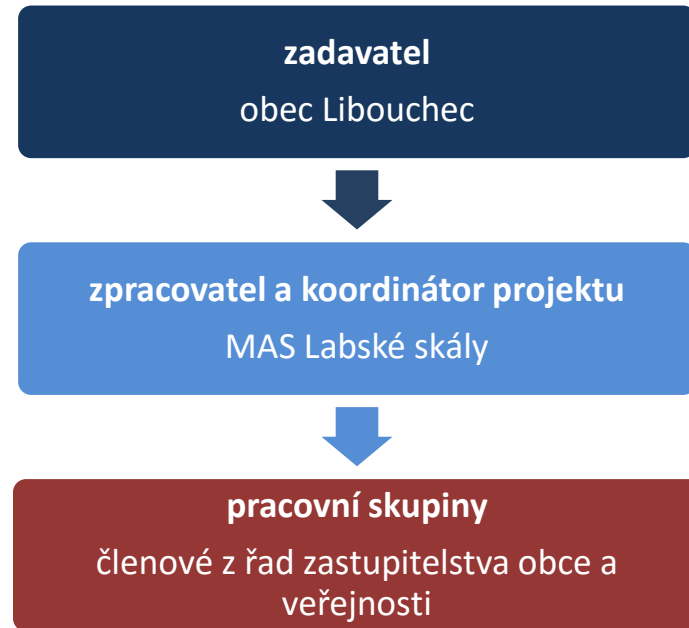 zadavatel
obec Libouchec
zpracovatel a koordinátor projektu
MAS Labské skály
pracovní skupiny
členové z řad zastupitelstva obce a
veřejnosti